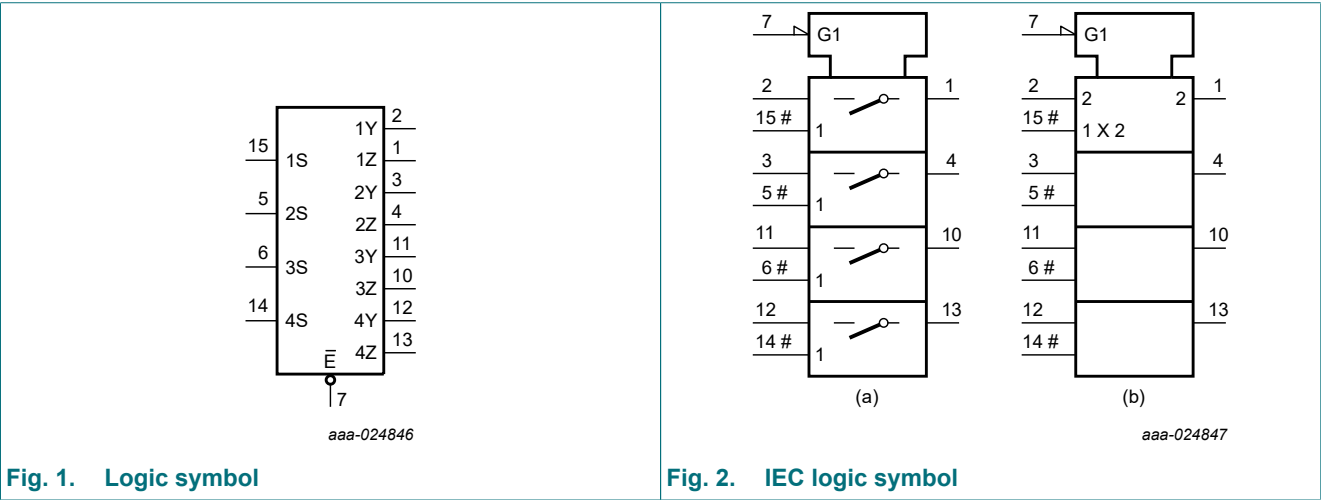 15 1S
5 2S
6 3S
14 4S
1Y 2
1Z 1
2Y 3
2Z 4
3Y 11
3Z 10
4Y 12
4Z 13
E̅
7
aaa-024846
Fig. 1. Logic symbol
7 G1
2 1
15 # 1
3 4
5 # 1
11 10
6 # 1
12 13
14 # 1
(a)
7 G1
2 2 2 1
15 # 1 X 2
3 4
5 #
11 10
6 #
12 13
14 #
(b)
aaa-024847
Fig. 2. IEC logic symbol